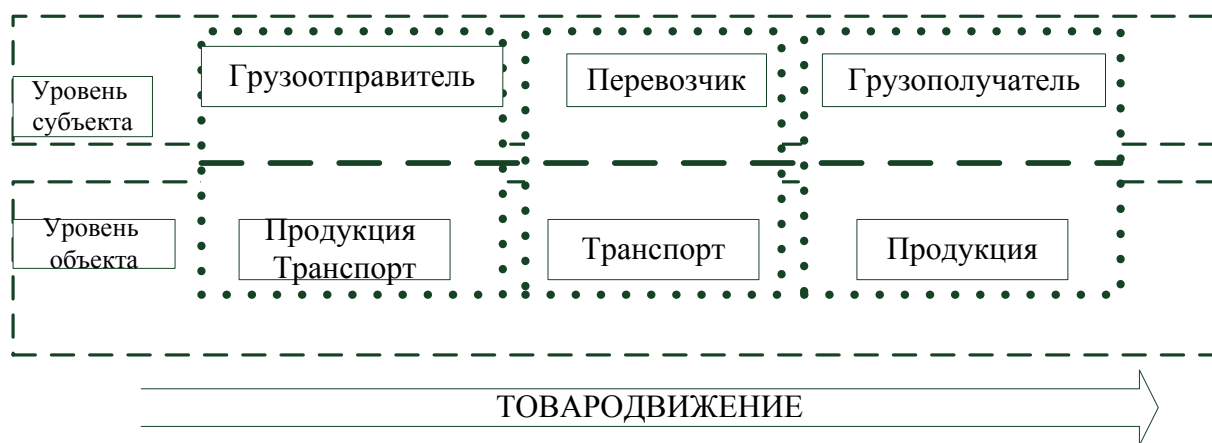 Грузоотправитель
Перевозчик
Грузополучатель
Уровень
субъекта
Уровень
объекта
Продукция
Транспорт
Транспорт
Продукция
ТОВАРОДВИЖЕНИЕ